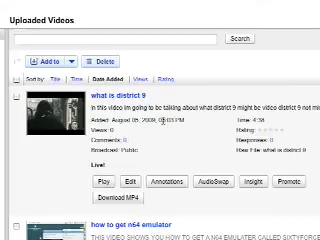 Uploaded Videos
Search
Add to Delete
Sort by: Title Time Date Added Views Rating
what is district 9
In this video im going to be talking about what district 9 might be video district 9 not mi
Added: August 05, 2009, 05:03 PM Time: 4:38
Views: 0 Rating:
Comments: 0 Responses: 0
Broadcast: Public Raw File: what is district 9
Live!
Play Edit Annotations AudioSwap Insight Promote
Download MP4
how to get n64 emulator
THIS VIDEO SHOWS YOU HOW TO GET A N64 EMULATER CALLED SIXTYFORCE